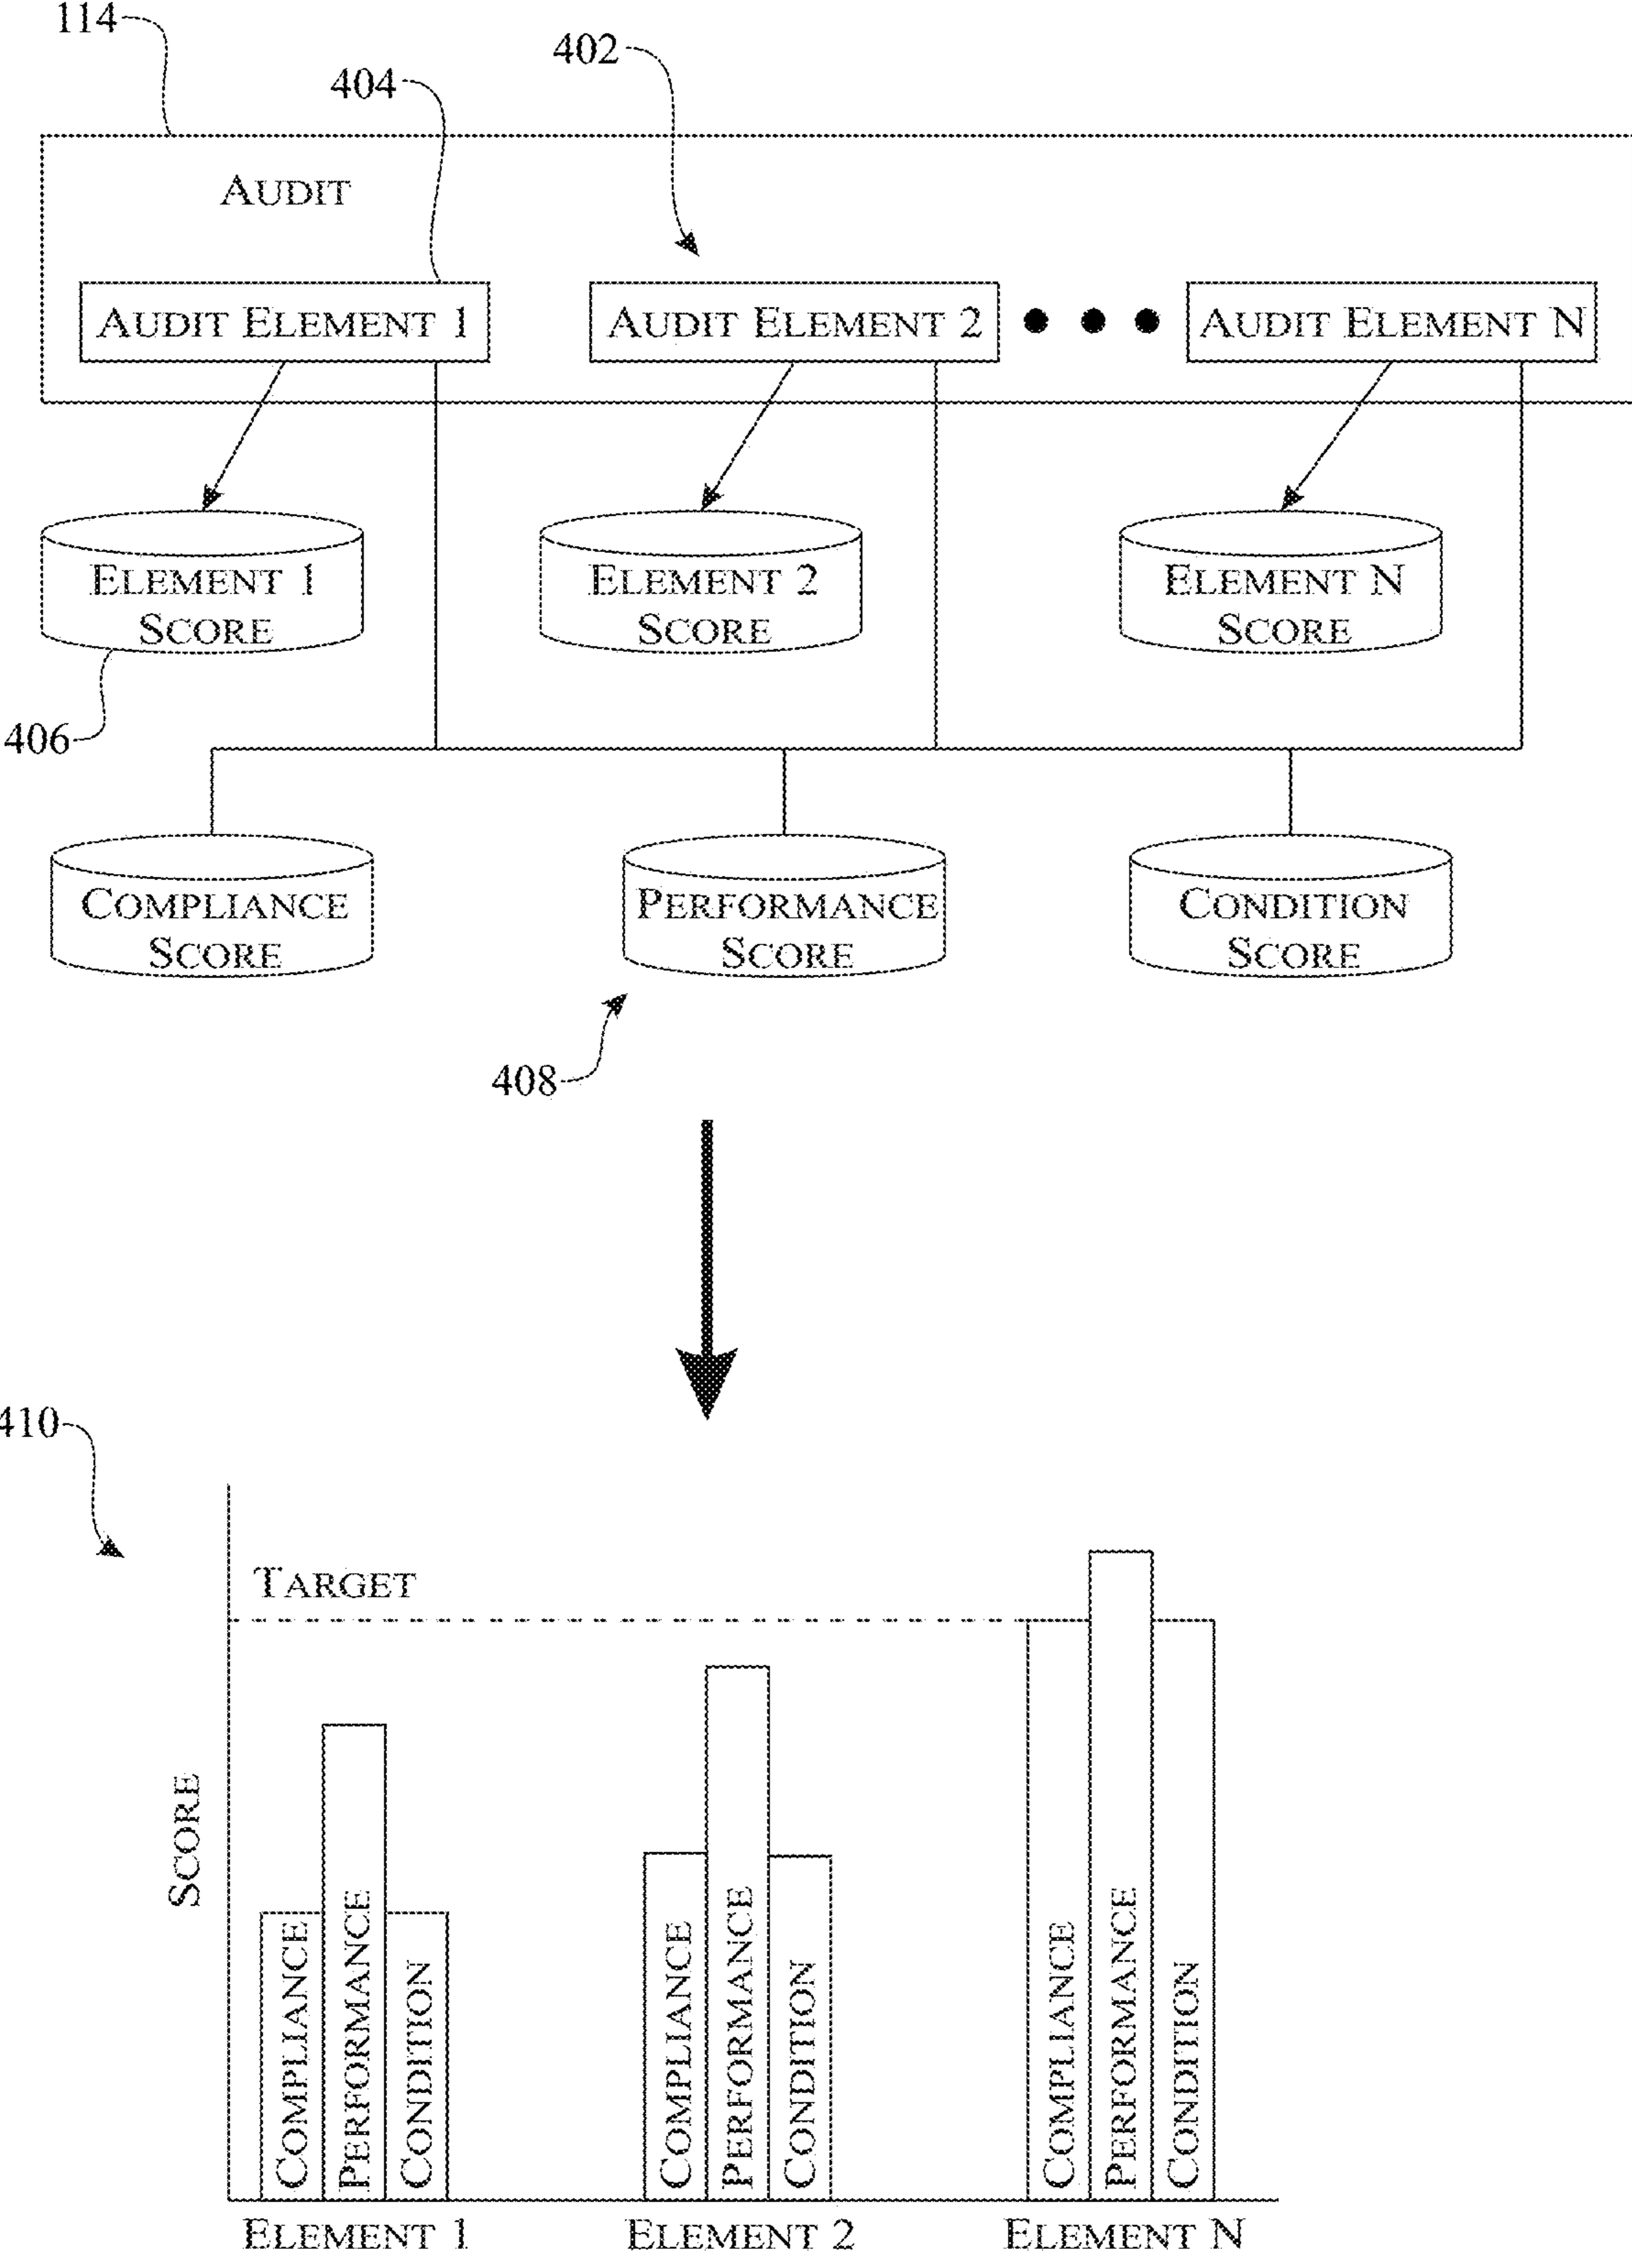 114
402
404
AUDIT
AUDIT ELEMENT 1
AUDIT ELEMENT 2
AUDIT ELEMENT N
ELEMENT 1
SCORE
ELEMENT 2
SCORE
ELEMENT N
SCORE
406
COMPLIANCE
SCORE
PERFORMANCE
SCORE
CONDITION
SCORE
408
410
TARGET
SCORE
COMPLIANCE
PERFORMANCE
CONDITION
COMPLIANCE
PERFORMANCE
CONDITION
COMPLIANCE
PERFORMANCE
CONDITION
ELEMENT 1
ELEMENT 2
ELEMENT N